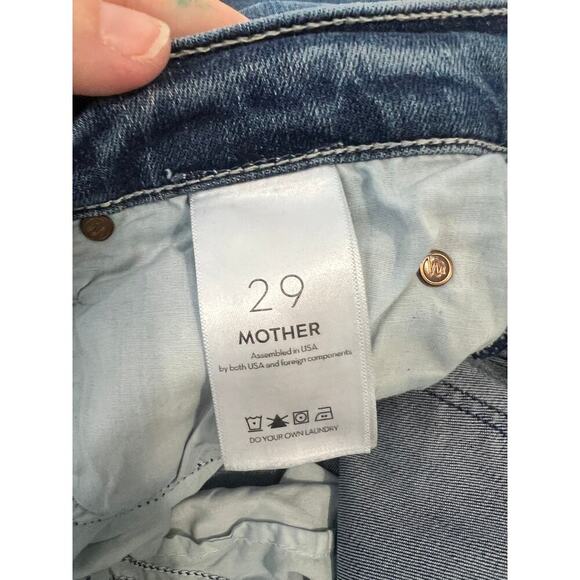 29
MOTHER
Assembled in USA
by both USA and foreign components
DO YOUR OWN LAUNDRY